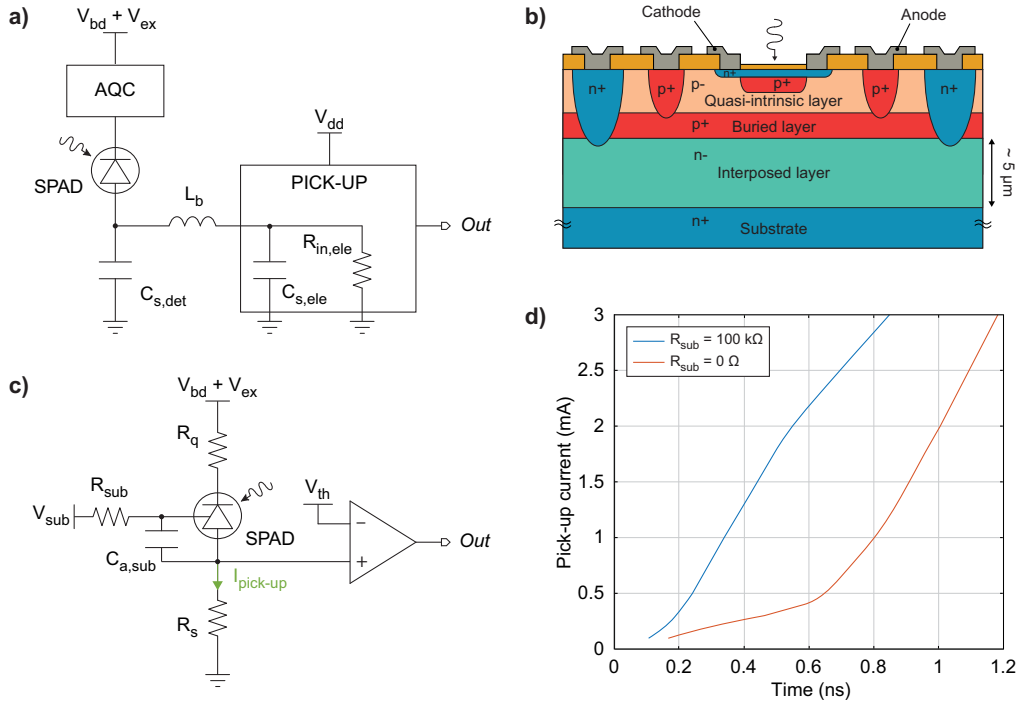 a)
V_bd + V_ex
AQC
SPAD
L_b
C_s,det
V_dd
PICK-UP
R_in,ele
C_s,ele
Out
b)
Cathode
Anode
n+
p+
p-
n+
p+
p+
n+
Quasi-intrinsic layer
p+
Buried layer
n-
Interposed layer
~ 5 µm
n+
Substrate
c)
V_bd + V_ex
R_q
R_sub
V_sub
C_a,sub
SPAD
V_th
−
+
Out
I_pick-up
R_s
d)
Pick-up current (mA)
3
2.5
2
1.5
1
0.5
0
R_sub = 100 kΩ
R_sub = 0 Ω
0 0.2 0.4 0.6 0.8 1 1.2
Time (ns)